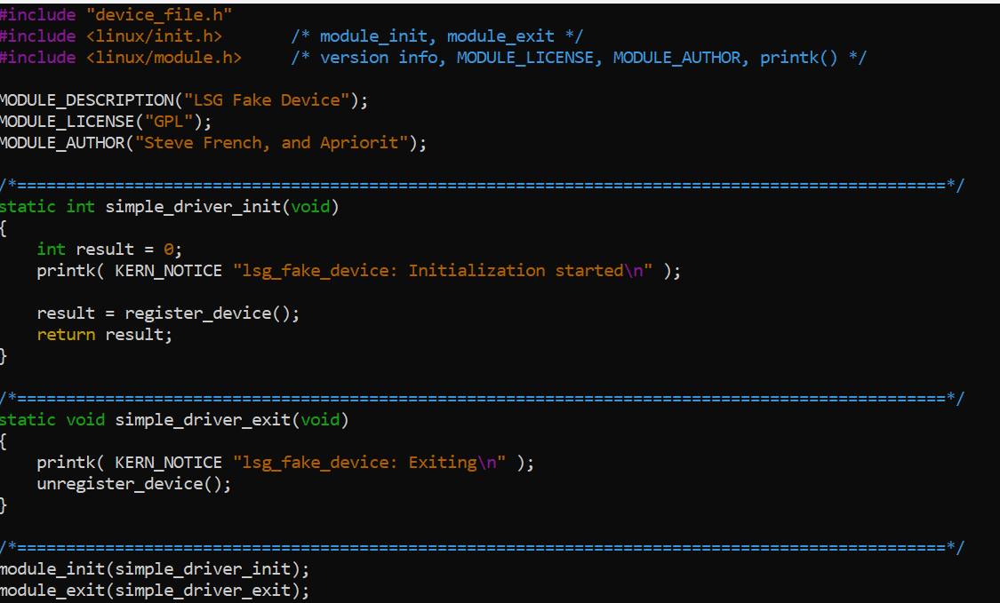 #include "device_file.h"
#include <linux/init.h>       /* module_init, module_exit */
#include <linux/module.h>     /* version info, MODULE_LICENSE, MODULE_AUTHOR, printk() */

MODULE_DESCRIPTION("LSG Fake Device");
MODULE_LICENSE("GPL");
MODULE_AUTHOR("Steve French, and Apriorit");

/*===============================================================================================*/
static int simple_driver_init(void)
{
    int result = 0;
    printk( KERN_NOTICE "lsg_fake_device: Initialization started\n" );

    result = register_device();
    return result;
}

/*===============================================================================================*/
static void simple_driver_exit(void)
{
    printk( KERN_NOTICE "lsg_fake_device: Exiting\n" );
    unregister_device();
}

/*===============================================================================================*/
module_init(simple_driver_init);
module_exit(simple_driver_exit);